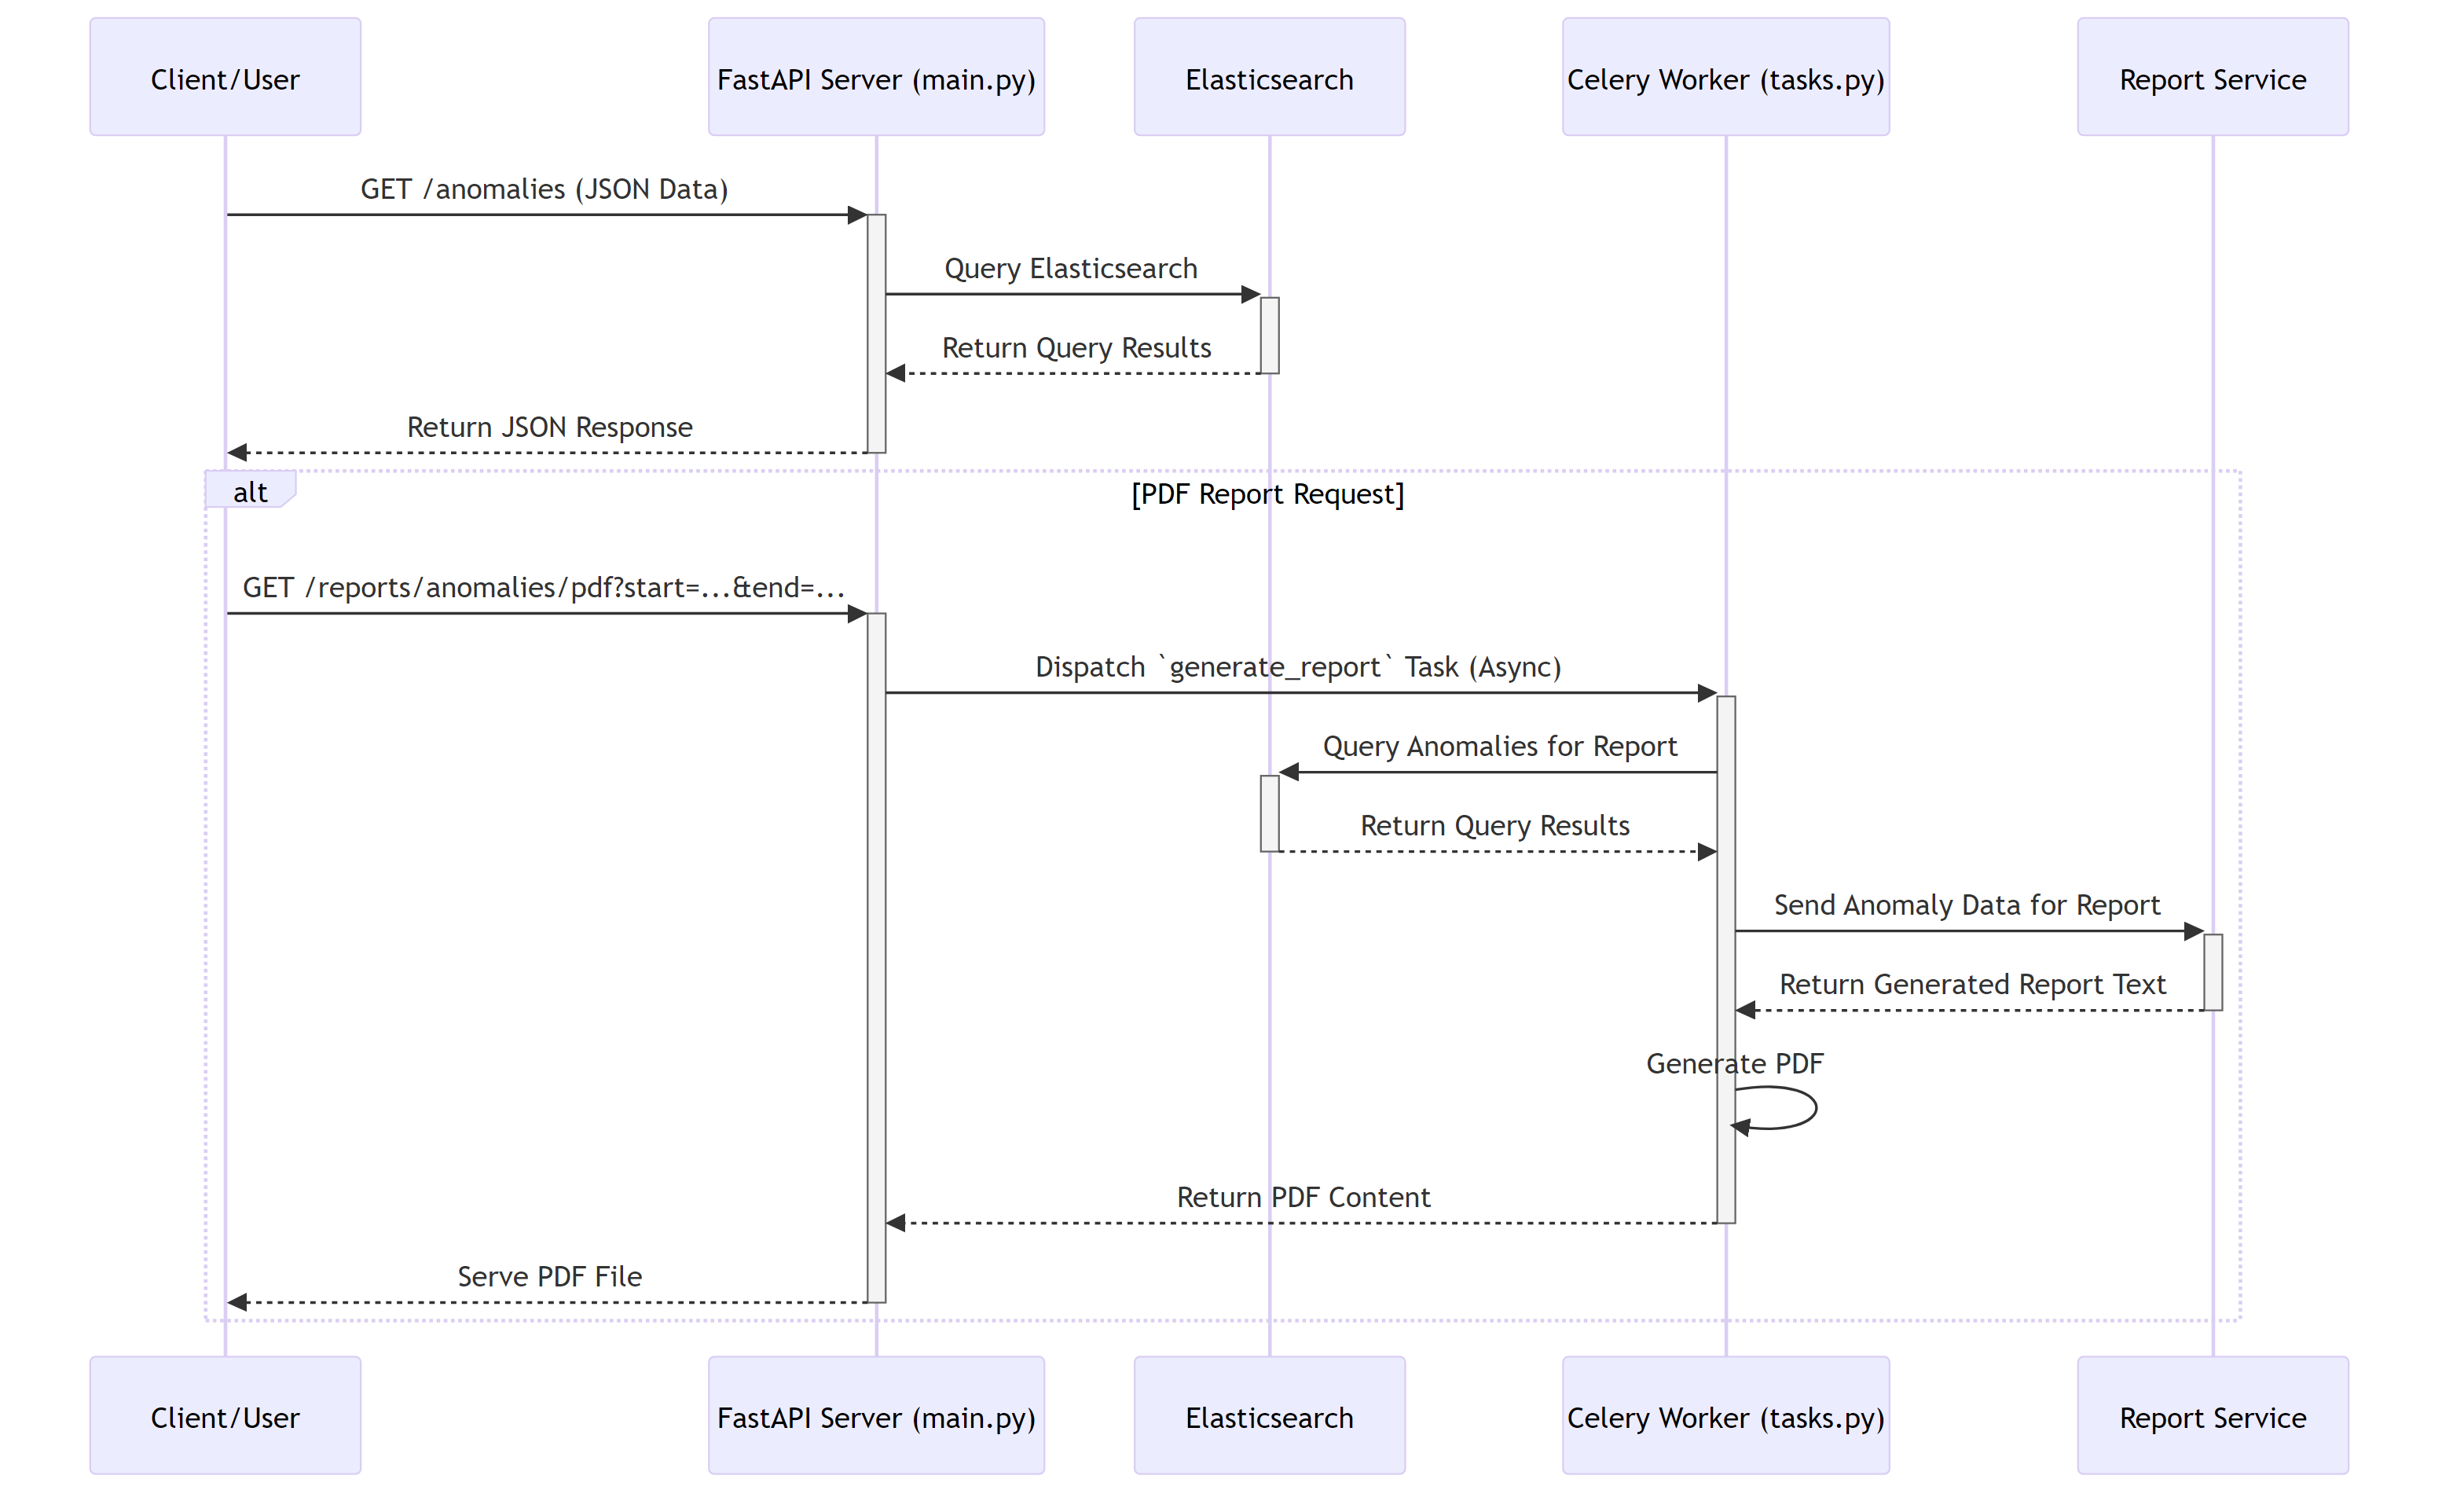 Client/User
FastAPI Server (main.py)
Elasticsearch
Celery Worker (tasks.py)
Report Service
GET /anomalies (JSON Data)
Query Elasticsearch
Return Query Results
Return JSON Response
alt
[PDF Report Request]
GET /reports/anomalies/pdf?start=...&end=...
Dispatch `generate_report` Task (Async)
Query Anomalies for Report
Return Query Results
Send Anomaly Data for Report
Return Generated Report Text
Generate PDF
Return PDF Content
Serve PDF File
Client/User
FastAPI Server (main.py)
Elasticsearch
Celery Worker (tasks.py)
Report Service